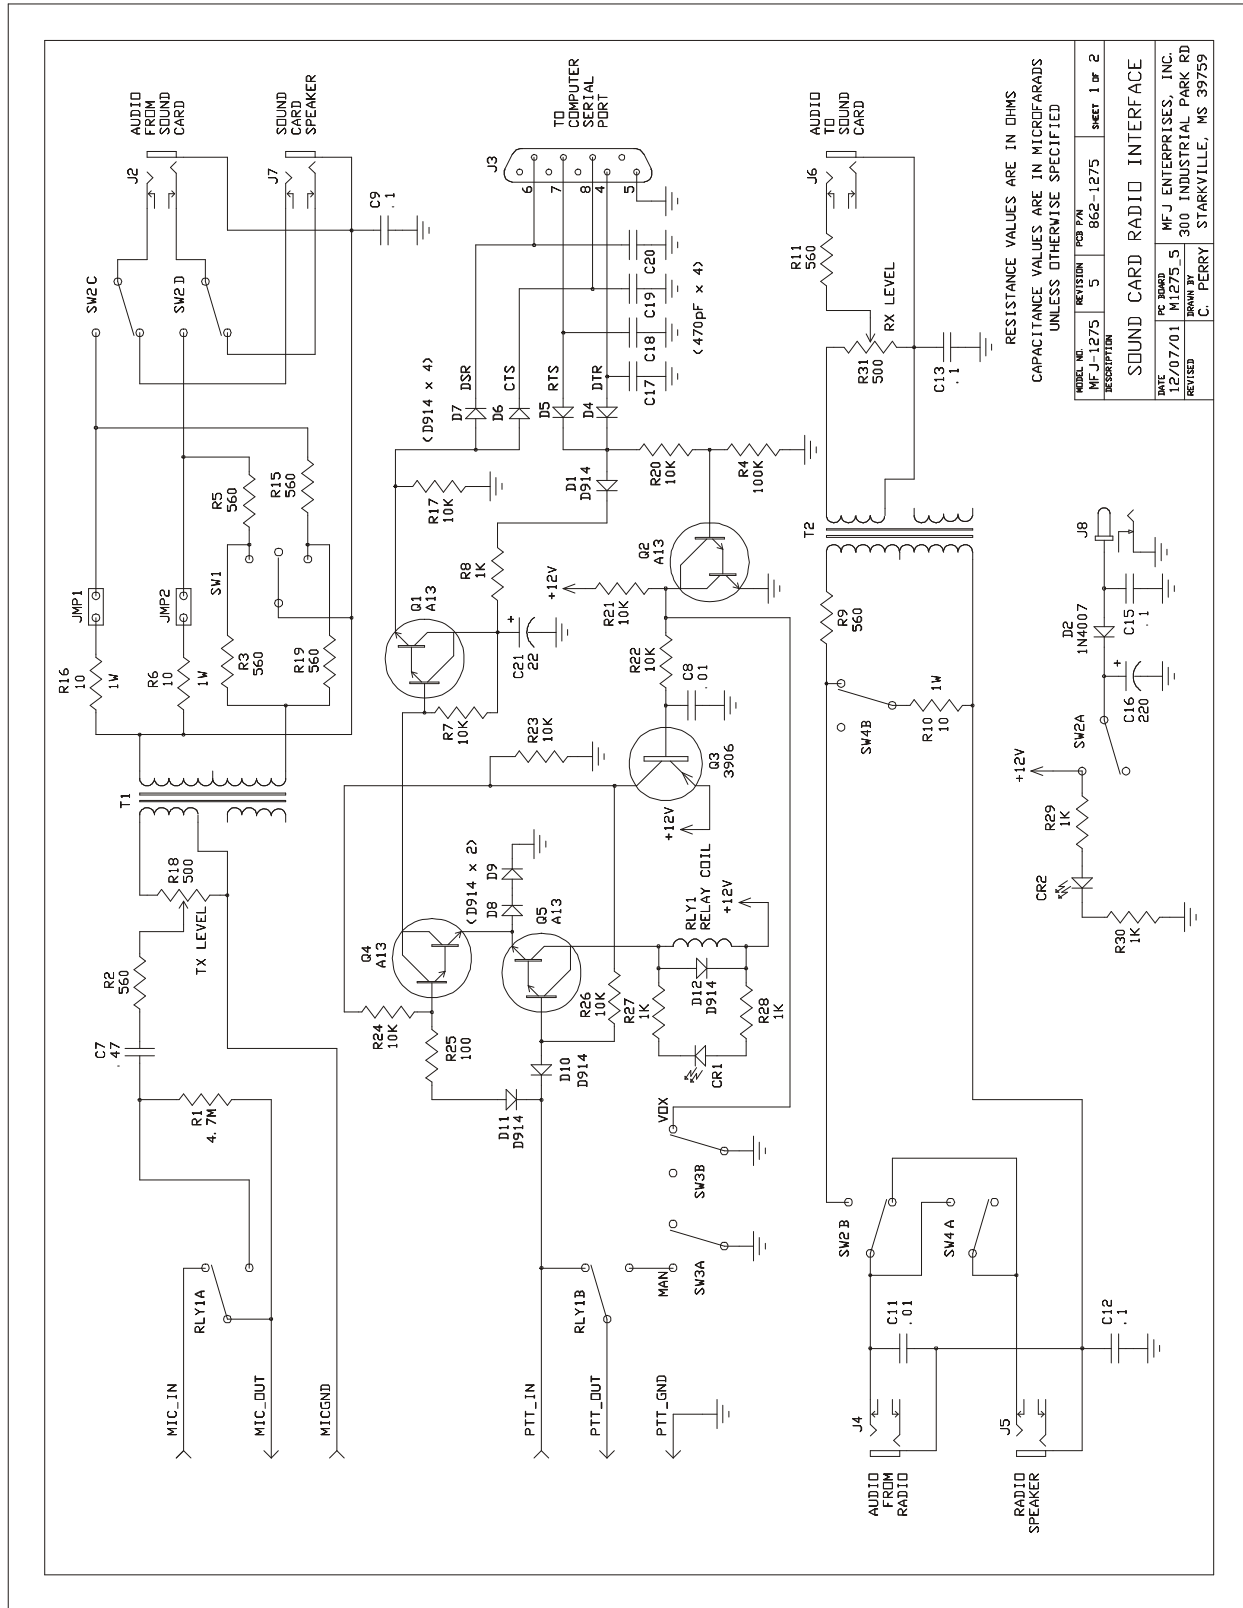 AUDIO
FROM
SOUND
CARD
J2
SOUND
CARD
SPEAKER
J7
C9
.1
SW2C
SW2D
JMP1
R16
10
1W
JMP2
R6
10
1W
R5
560
R15
560
SW1
R3
560
R19
560
T1
R18
500
TX LEVEL
R2
560
C7
.47
R1
4.7M
RLY1A
MIC_IN
MIC_OUT
MICGND
TO
COMPUTER
SERIAL
PORT
J3
6
7
8
4
5
C20
C19
C18
C17
(470pF x 4)
(D914 x 4)
D7
DSR
D6
CTS
D5
RTS
D4
DTR
R17
10K
D1
D914
R20
10K
R4
100K
Q1
A13
R8
1K
C21
22
+
R7
10K
Q2
A13
+12V
R21
10K
R22
10K
C8
.01
R23
10K
Q3
3906
+12V
Q4
A13
(D914 x 2)
D8
D9
Q5
A13
R24
10K
R25
100
R26
10K
D10
D914
D11
D914
RLY1
RELAY COIL
+12V
R27
1K
D12
D914
R28
1K
CR1
VOX
SW3B
SW3A
MAN
RLY1B
PTT_IN
PTT_OUT
PTT_GND
AUDIO
TO
SOUND
CARD
J6
R11
560
RX LEVEL
R31
500
C13
.1
T2
R9
560
SW4B
R10
10
1W
SW2B
SW4A
C11
.01
C12
.1
J4
J5
AUDIO
FROM
RADIO
RADIO
SPEAKER
J8
C15
.1
D2
1N4007
C16
220
+
SW2A
+12V
R29
1K
CR2
R30
1K
RESISTANCE VALUES ARE IN OHMS
CAPACITANCE VALUES ARE IN MICROFARADS
UNLESS OTHERWISE SPECIFIED
MODEL NO. REVISION PCB P/N
MFJ-1275 5 862-1275 SHEET 1 OF 2
DESCRIPTION
SOUND CARD RADIO INTERFACE
DATE PC BOARD
12/07/01 M1275_5
REVISED DRAWN BY
C. PERRY
MFJ ENTERPRISES, INC.
300 INDUSTRIAL PARK RD
STARKVILLE, MS 39759